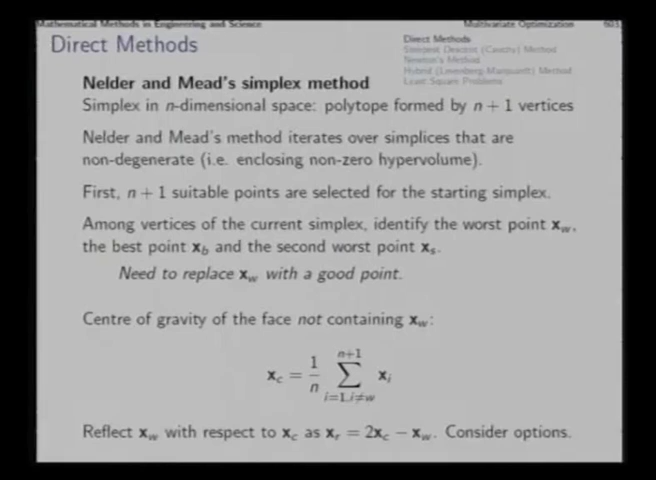 Mathematical Methods in Engineering and Science
Multivariate Optimization
Direct Methods
Direct Methods
Steepest Descent (Cauchy) Method
Newton's Method
Hybrid (Levenberg-Marquardt) Method
Least Square Problems
Nelder and Mead's simplex method
Simplex in n-dimensional space: polytope formed by n + 1 vertices
Nelder and Mead's method iterates over simplices that are
non-degenerate (i.e. enclosing non-zero hypervolume).
First, n + 1 suitable points are selected for the starting simplex.
Among vertices of the current simplex, identify the worst point x_w,
the best point x_b and the second worst point x_s.
Need to replace x_w with a good point.
Centre of gravity of the face not containing x_w:
x_c = 1/n ∑_{i=1,i≠w}^{n+1} x_i
Reflect x_w with respect to x_c as x_r = 2x_c − x_w. Consider options.